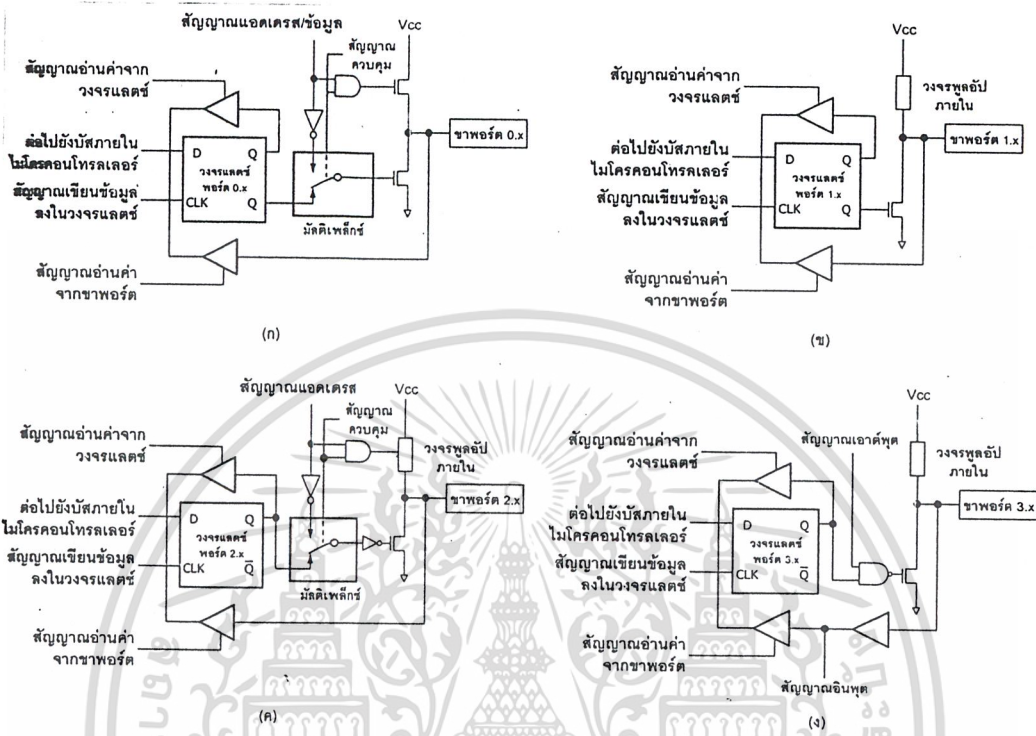 สัญญาณแอดเดรส/ข้อมูล
Vcc
สัญญาณ
ควบคุม
สัญญาณอ่านค่าจาก
วงจรแลตช์
ต่อไปยังบัสภายใน
ไมโครคอนโทรลเลอร์
สัญญาณเขียนข้อมูล
ลงในวงจรแลตช์
D
Q
วงจรแลตช์
พอร์ต 0.x
CLK
Q
มัลติเพล็กซ์
ขาพอร์ต 0.x
สัญญาณอ่านค่า
จากขาพอร์ต
(ก)
Vcc
สัญญาณอ่านค่าจาก
วงจรแลตช์
วงจรพูลอัป
ภายใน
ขาพอร์ต 1.x
ต่อไปยังบัสภายใน
ไมโครคอนโทรลเลอร์
สัญญาณเขียนข้อมูล
ลงในวงจรแลตช์
D
Q
วงจรแลตช์
พอร์ต 1.x
CLK
Q
สัญญาณอ่านค่า
จากขาพอร์ต
(ข)
สัญญาณแอดเดรส
Vcc
สัญญาณ
ควบคุม
สัญญาณอ่านค่าจาก
วงจรแลตช์
วงจรพูลอัป
ภายใน
ขาพอร์ต 2.x
ต่อไปยังบัสภายใน
ไมโครคอนโทรลเลอร์
สัญญาณเขียนข้อมูล
ลงในวงจรแลตช์
D
Q
วงจรแลตช์
พอร์ต 2.x
CLK
Q̅
มัลติเพล็กซ์
สัญญาณอ่านค่า
จากขาพอร์ต
(ค)
Vcc
สัญญาณเอาต์พุต
สัญญาณอ่านค่าจาก
วงจรแลตช์
วงจรพูลอัป
ภายใน
ขาพอร์ต 3.x
ต่อไปยังบัสภายใน
ไมโครคอนโทรลเลอร์
สัญญาณเขียนข้อมูล
ลงในวงจรแลตช์
D
Q
วงจรแลตช์
พอร์ต 3.x
CLK
Q̅
สัญญาณอ่านค่า
จากขาพอร์ต
สัญญาณอินพุต
(ง)